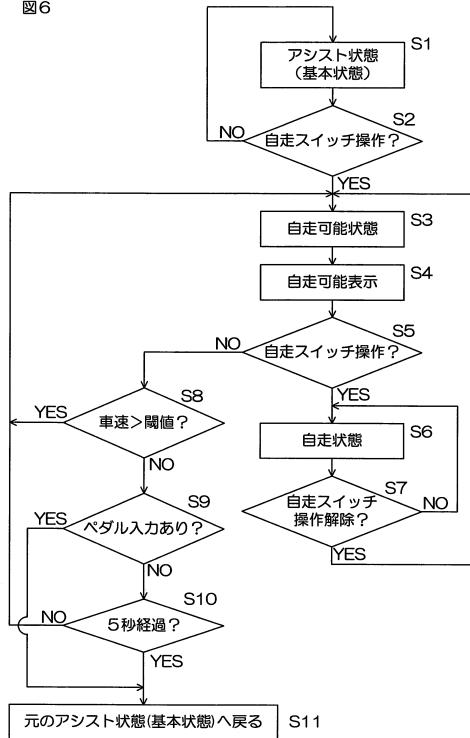 図6
S1
アシスト状態
(基本状態)
S2
自走スイッチ操作？
NO
YES
自走可能状態
S3
自走可能表示
S4
S5
自走スイッチ操作？
NO
YES
S8
車速＞閾値？
YES
NO
自走状態
S6
S7
自走スイッチ
操作解除？
NO
YES
S9
ペダル入力あり？
YES
NO
S10
５秒経過？
NO
YES
元のアシスト状態(基本状態)へ戻る
S11